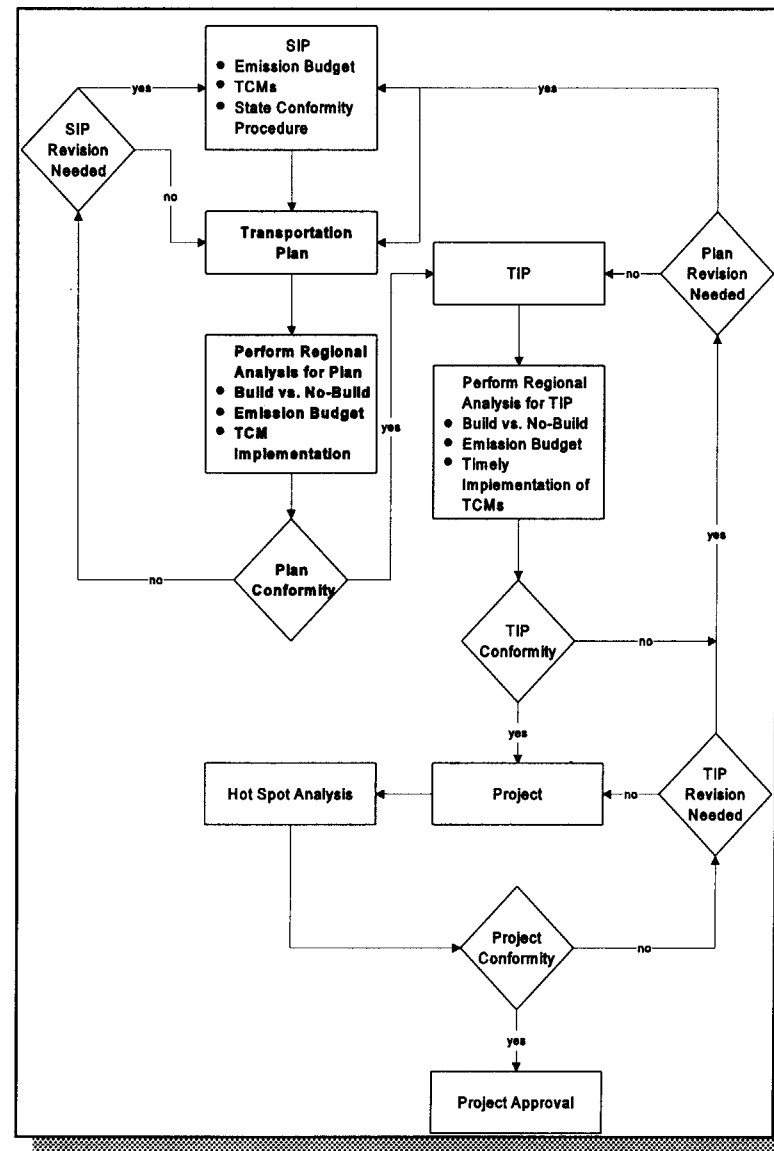 SIP
● Emission Budget
● TCMs
● State Conformity
Procedure
yes
yes
SIP
Revision
Needed
no
Transportation
Plan
TIP
no
Plan
Revision
Needed
Perform Regional
Analysis for Plan
● Build vs. No-Build
● Emission Budget
● TCM
Implementation
yes
Perform Regional
Analysis for TIP
● Build vs. No-Build
● Emission Budget
● Timely
Implementation of
TCMs
yes
no
Plan
Conformity
TIP
Conformity
no
yes
Hot Spot Analysis
Project
no
TIP
Revision
Needed
Project
Conformity
no
yes
Project Approval